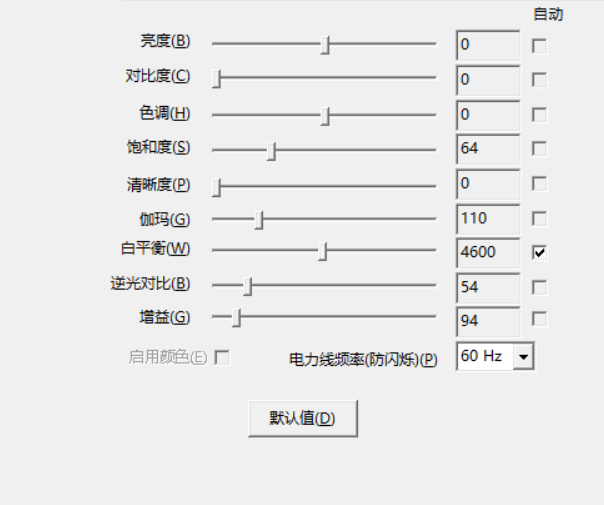 自动
亮度(B) 0
对比度(C) 0
色调(H) 0
饱和度(S) 64
清晰度(P) 0
伽玛(G) 110
白平衡(W) 4600
逆光对比(B) 54
增益(G) 94
启用颜色(E) 电力线频率(防闪烁)(P) 60 Hz
默认值(D)